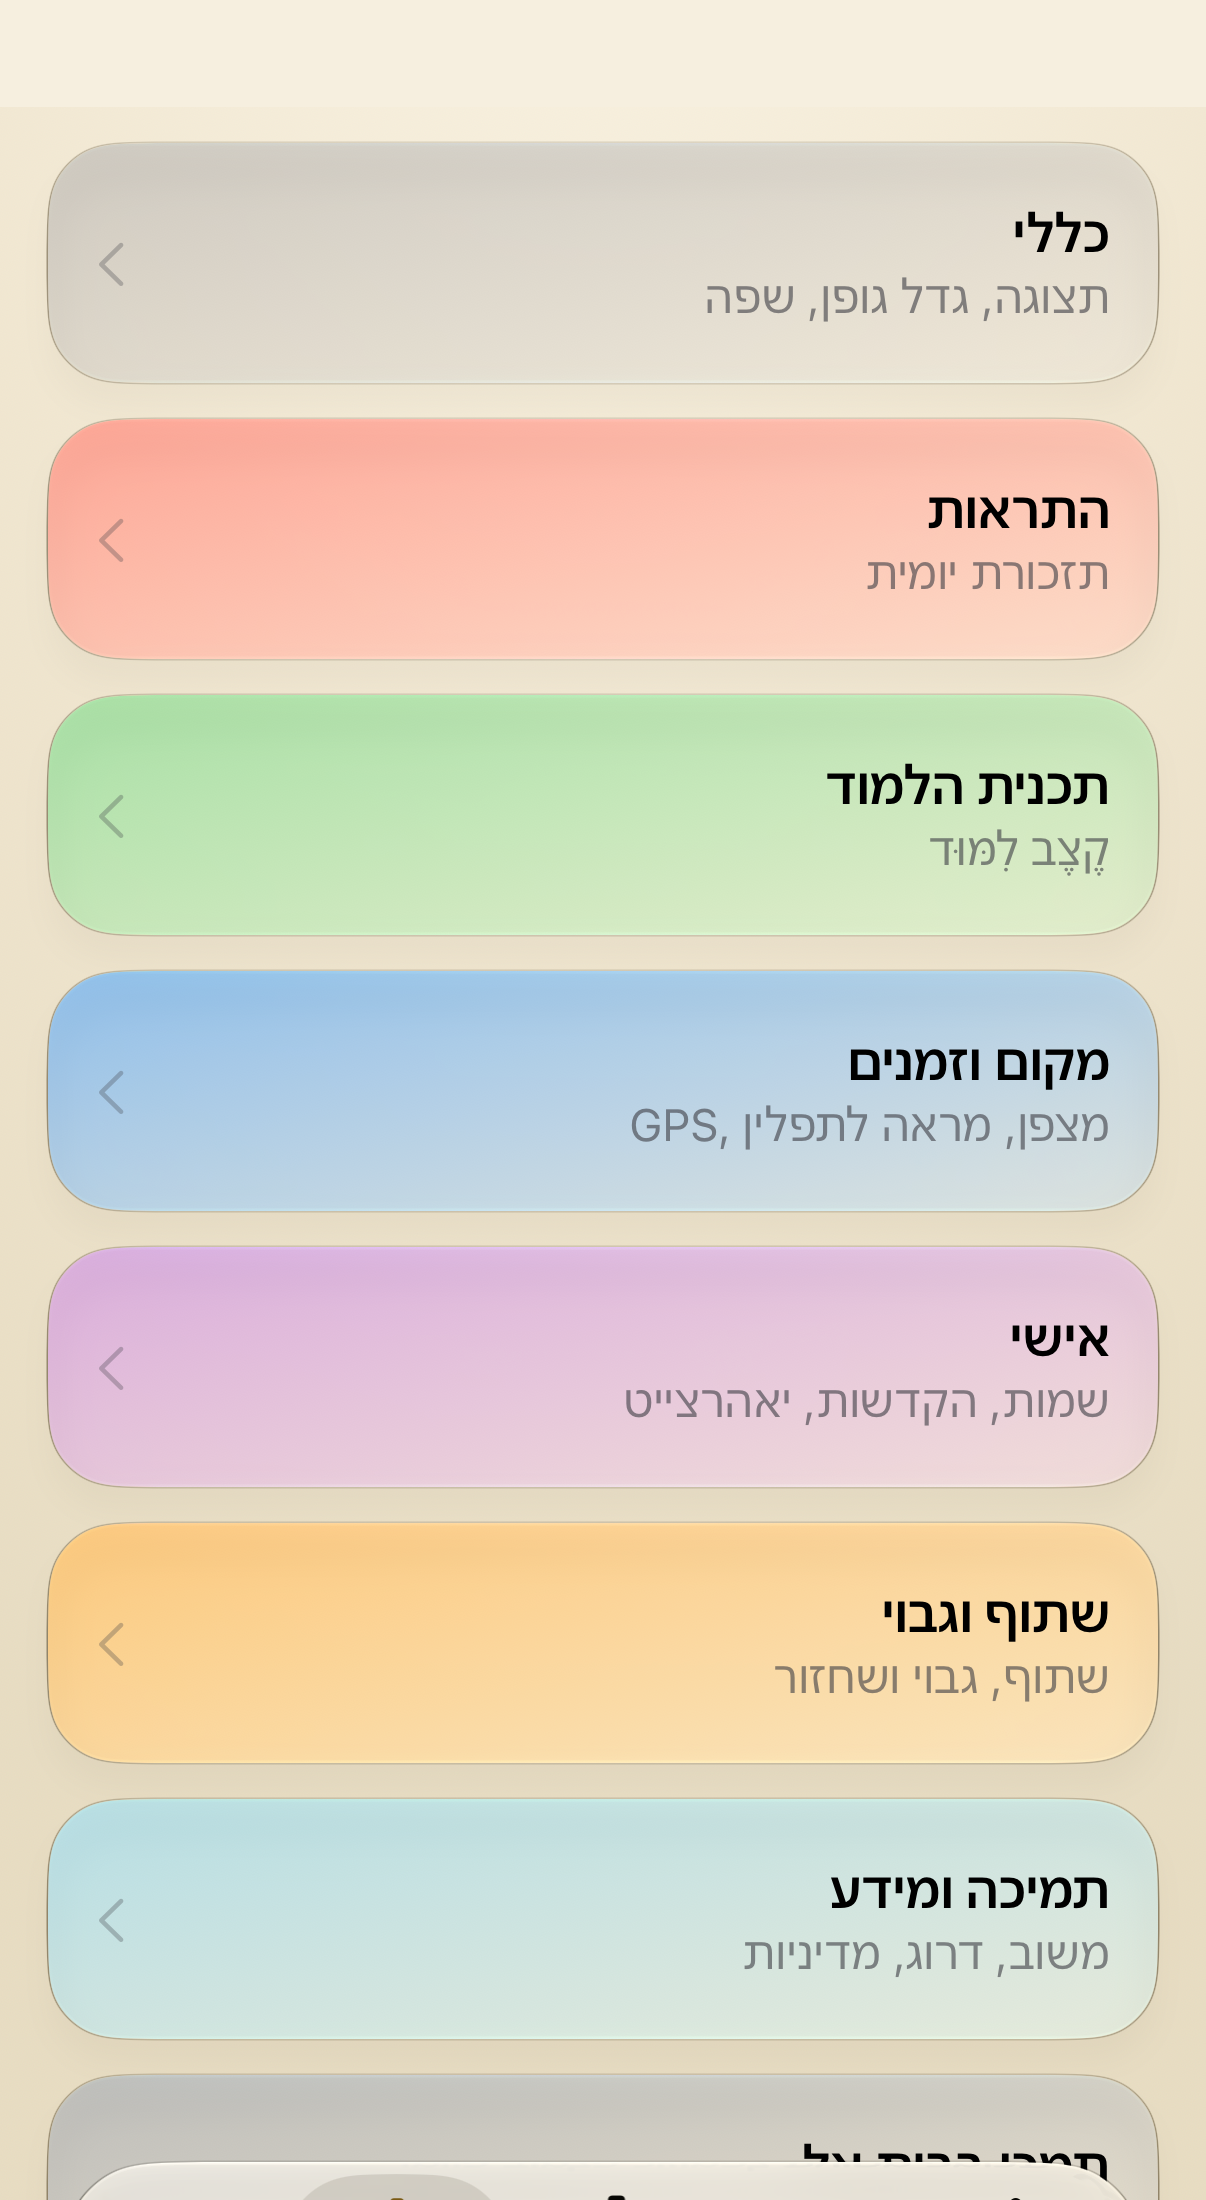 כללי
תצוגה, גדל גופן, שפה
התראות
תזכורת יומית
תכנית הלמוד
קֶצֶב לִמּוּד
מקום וזמנים
מצפן, מראה לתפלין ,GPS
אישי
שמות, הקדשות, יאהרצייט
שתוף וגבוי
שתוף, גבוי ושחזור
תמיכה ומידע
משוב, דרוג, מדיניות